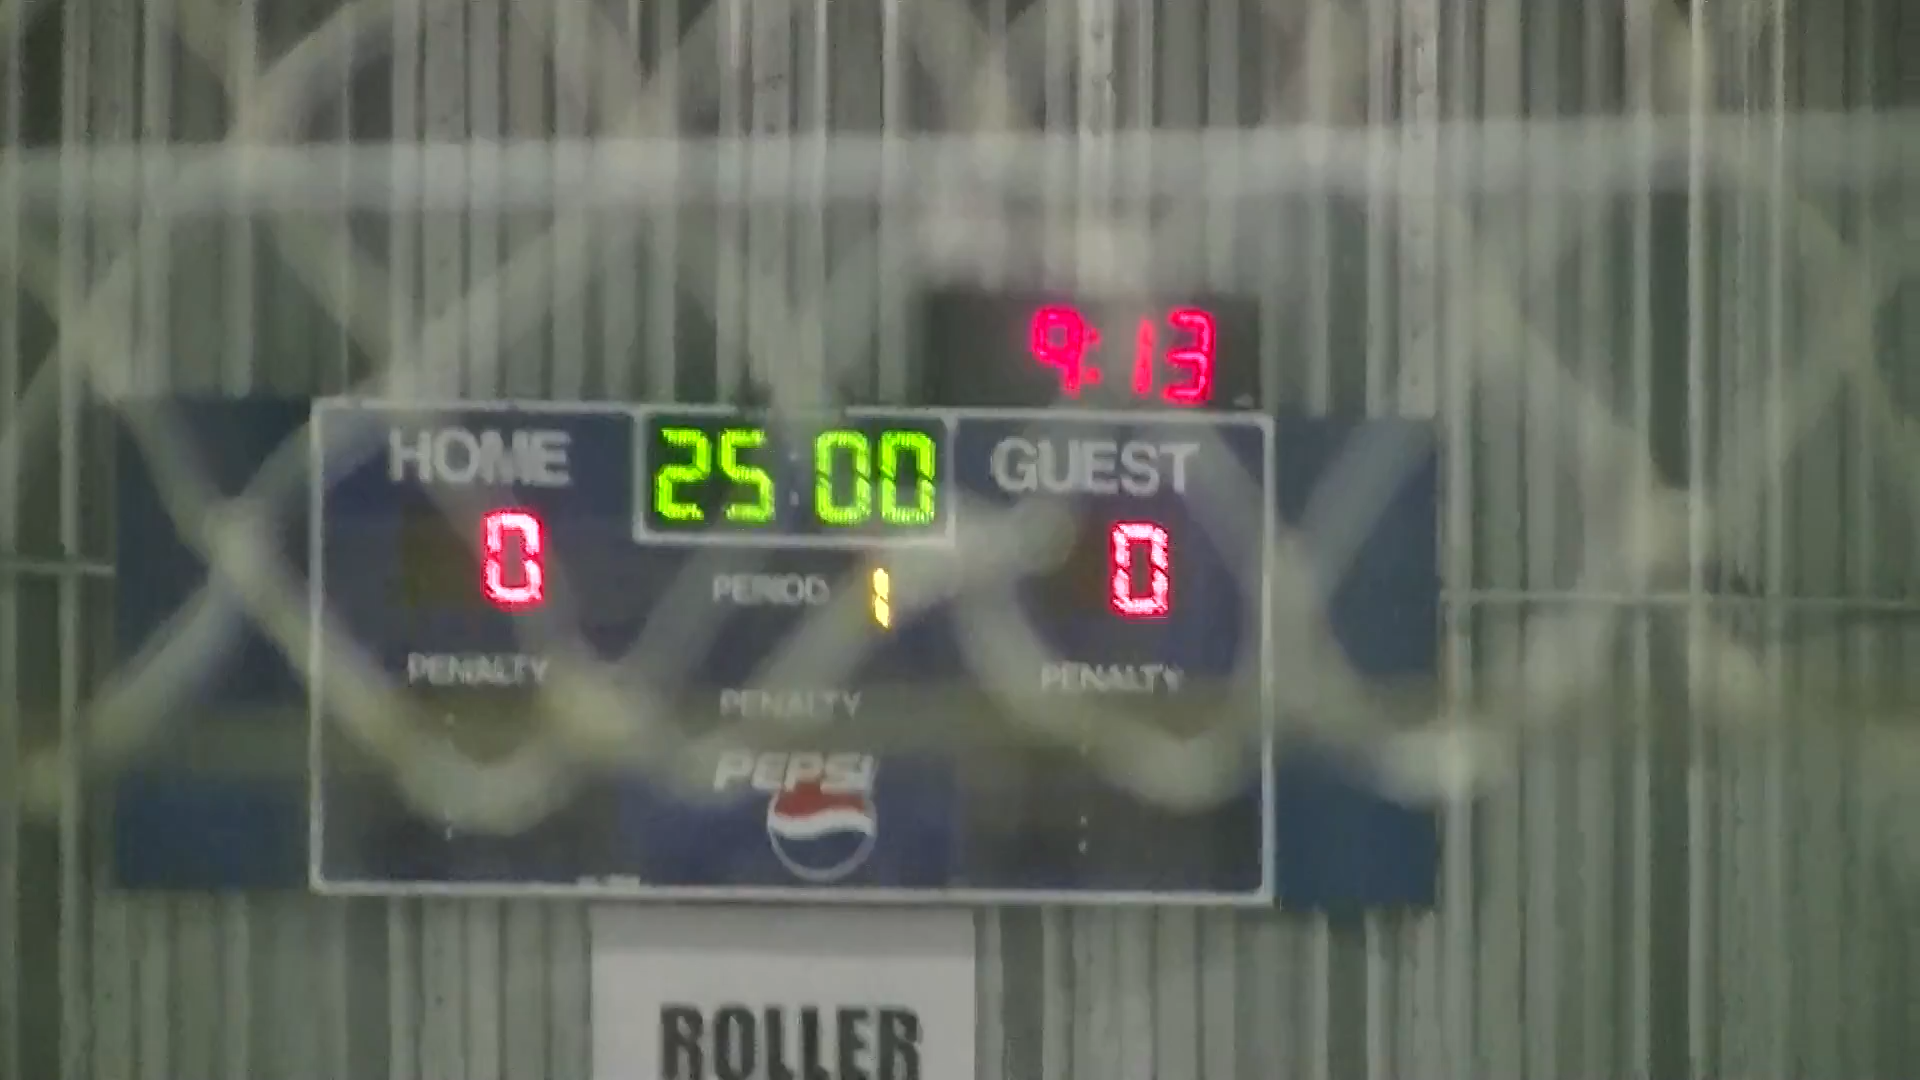 9:13
HOME 25:00 GUEST
0 PERIOD 1 0
PENALTY PENALTY PENALTY
PEPSI
ROLLER